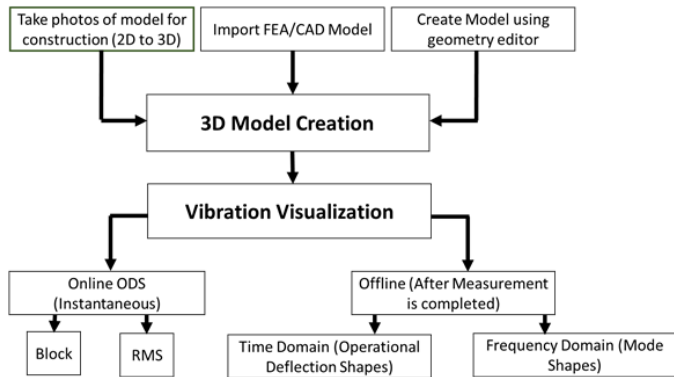 Take photos of model for
construction (2D to 3D)
Import FEA/CAD Model
Create Model using
geometry editor
3D Model Creation
Vibration Visualization
Online ODS
(Instantaneous)
Offline (After Measurement
is completed)
Block
RMS
Time Domain (Operational
Deflection Shapes)
Frequency Domain (Mode
Shapes)